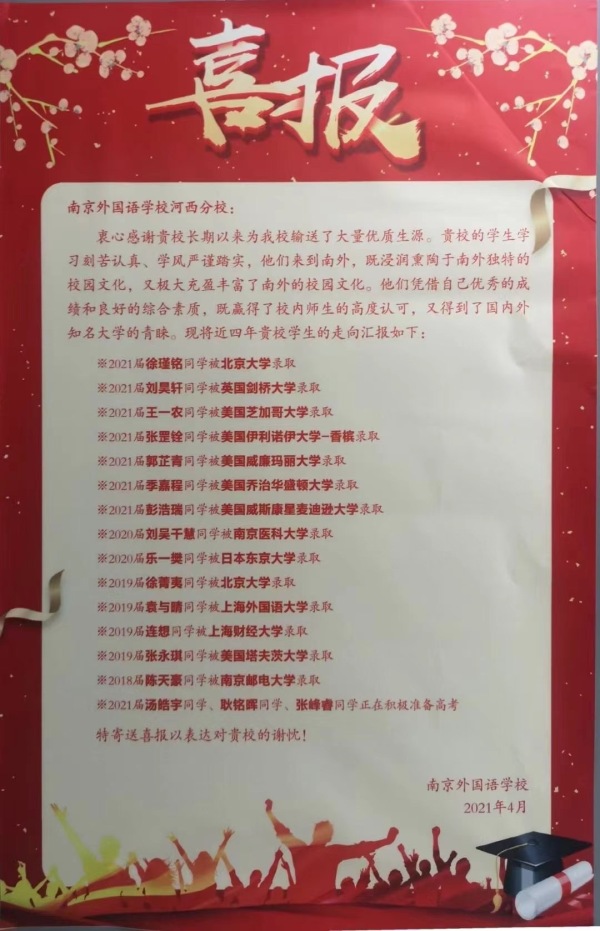 喜报
南京外国语学校河西分校：
衷心感谢贵校长期以来为我校输送了大量优质生源。贵校的学生学
习刻苦认真、学风严谨踏实，他们来到南外，既浸润熏陶于南外独特的
校园文化，又极大充盈丰富了南外的校园文化。他们凭借自己优秀的成
绩和良好的综合素质，既赢得了校内师生的高度认可，又得到了国内外
知名大学的青睐。现将近四年贵校学生的走向汇报如下：
※2021届徐瑾铭同学被北京大学录取
※2021届刘昊轩同学被英国剑桥大学录取
※2021届王一农同学被美国芝加哥大学录取
※2021届张罡铨同学被美国伊利诺伊大学-香槟录取
※2021届郭芷青同学被美国威廉玛丽大学录取
※2021届季嘉程同学被美国乔治华盛顿大学录取
※2021届彭浩瑞同学被美国威斯康星麦迪逊大学录取
※2020届刘吴干慧同学被南京医科大学录取
※2020届乐一樊同学被日本东京大学录取
※2019届徐菁夷同学被北京大学录取
※2019届袁与晴同学被上海外国语大学录取
※2019届连想同学被上海财经大学录取
※2019届张永琪同学被美国塔夫茨大学录取
※2018届陈天豪同学被南京邮电大学录取
※2021届汤皓宇同学、耿铭晖同学、张峰睿同学正在积极准备高考
特寄送喜报以表达对贵校的谢忱！
南京外国语学校
2021年4月